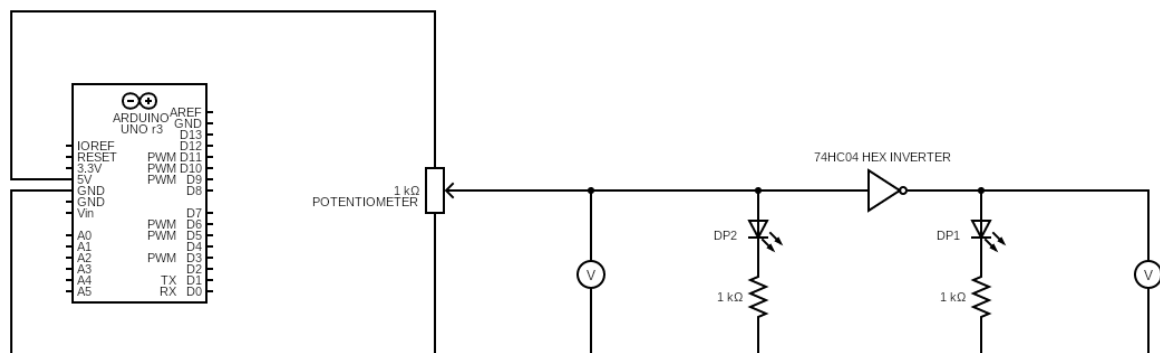 74HC04 HEX INVERTER
ARDUINO
UNO r3
AREF
GND
D13
IOREF
D12
RESET
PWM D11
3.3V
PWM D10
5V
PWM D9
GND
D8
GND
Vin
D7
PWM D6
A0
PWM D5
A1
D4
A2
PWM D3
A3
D2
A4
TX D1
A5
RX D0
1 kΩ
POTENTIOMETER
DP2
DP1
V
V
1 kΩ
1 kΩ